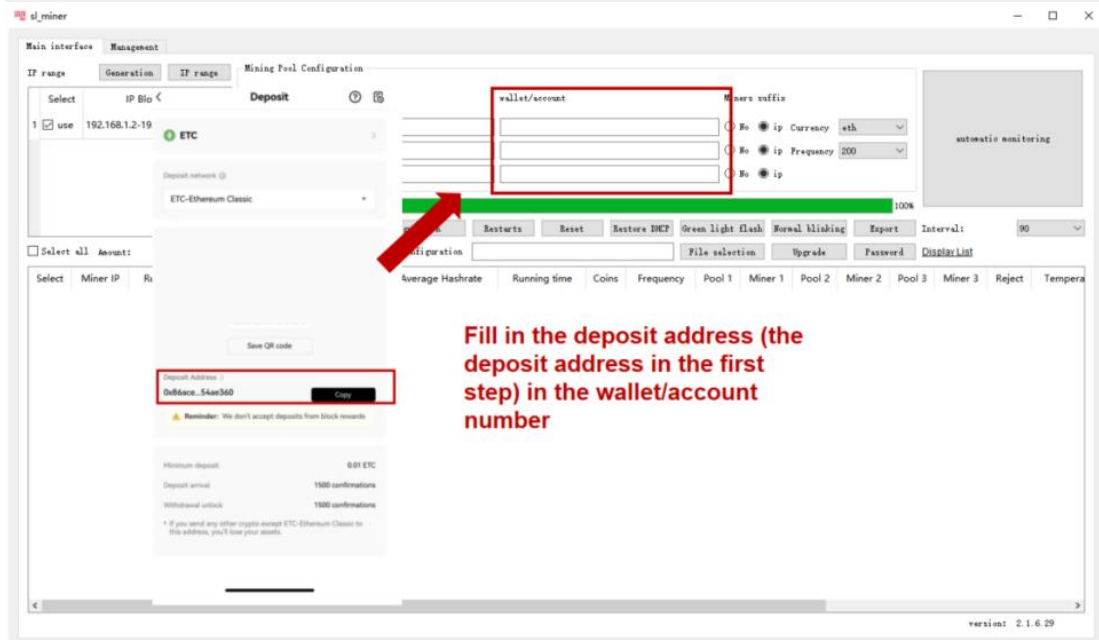 sl_miner
Main interface Management
IP range Generation IP range Mining Pool Configuration
Select IP Blo
1 use 192.168.1.2-19
wallet/account
Miners suffix
No ip Currency eth
No ip Frequency 200
No ip
automatic monitoring
100%
Restarts Reset Restore DHCP Green light flash Normal blinking Export Interval: 90
Select all Amount:
File selection Upgrade Password Display List
Select Miner IP
Average Hashrate Running time Coins Frequency Pool 1 Miner 1 Pool 2 Miner 2 Pool 3 Miner 3 Reject Tempera
Deposit
ETC
Deposit network
ETC-Ethereum Classic
Save QR code
Deposit Address
0x86ace...54ae360
Copy
Reminder: We don't accept deposits from block rewards
Minimum deposit 0.01 ETC
Deposit arrival 1500 confirmations
Withdrawal unlock 1500 confirmations
* If you send any other crypto except ETC-Ethereum Classic to
this address, you'll lose your assets.
Fill in the deposit address (the
deposit address in the first
step) in the wallet/account
number
version: 2.1.6.29